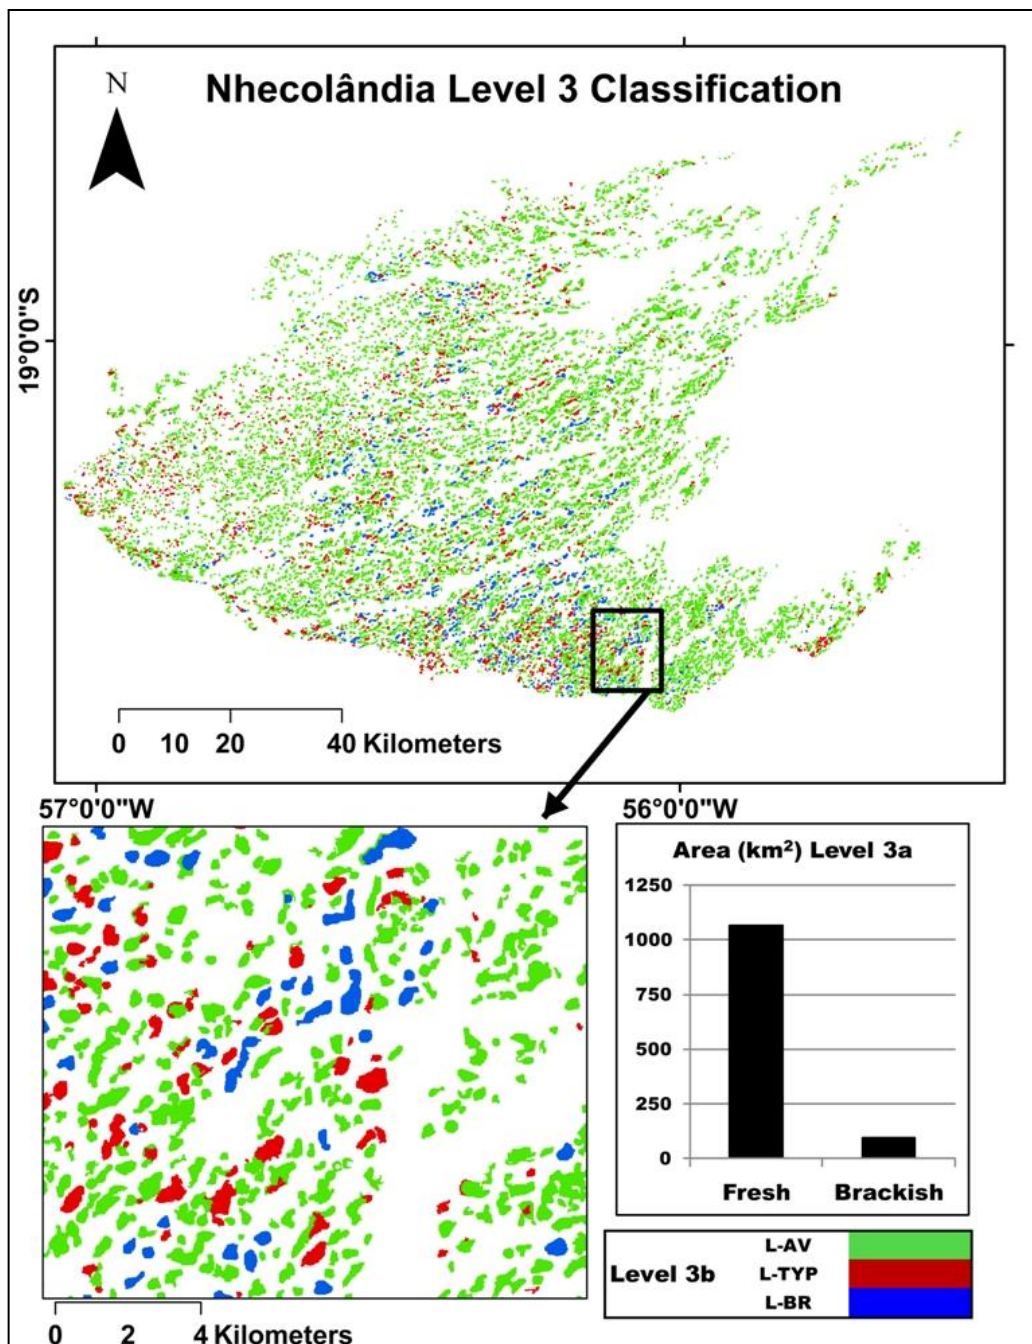 Nhecolândia Level 3 Classification
N
19°0'0"S
0 10 20 40 Kilometers
57°0'0"W 56°0'0"W
Area (km²) Level 3a
1250
1000
750
500
250
0
Fresh Brackish
Level 3b
L-AV
L-TYP
L-BR
0 2 4 Kilometers